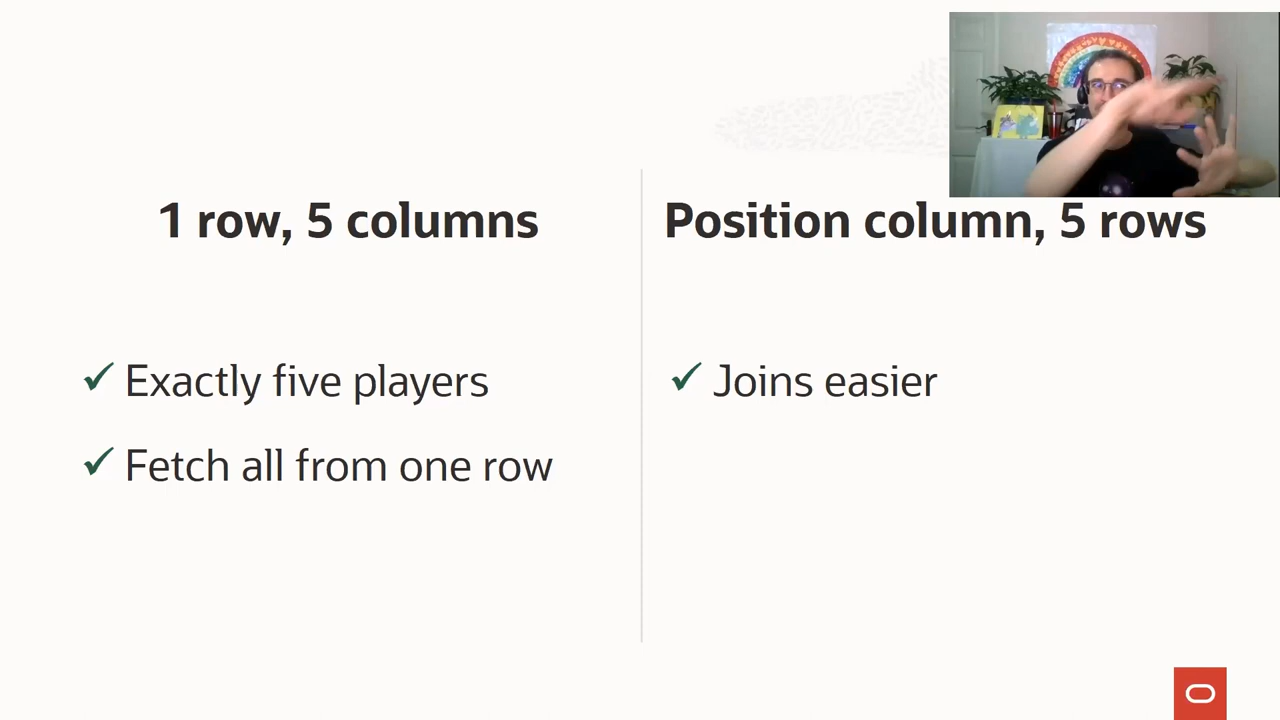 1 row, 5 columns
Exactly five players
Fetch all from one row
Position column, 5 rows
Joins easier